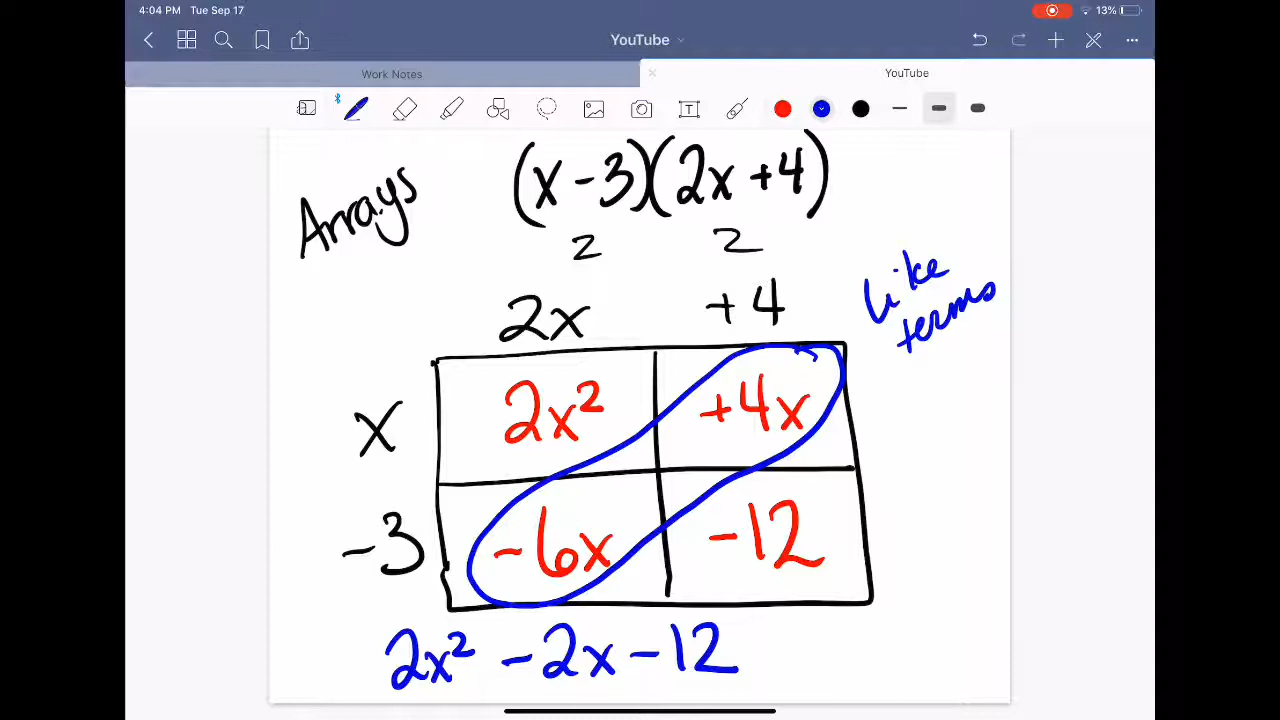 4:04 PM Tue Sep 17
13%
YouTube
Work Notes
YouTube
Arrays
(x-3)(2x+4)
2 2
2x +4
Like
terms
x 2x² +4x
-3 -6x -12
2x² -2x -12